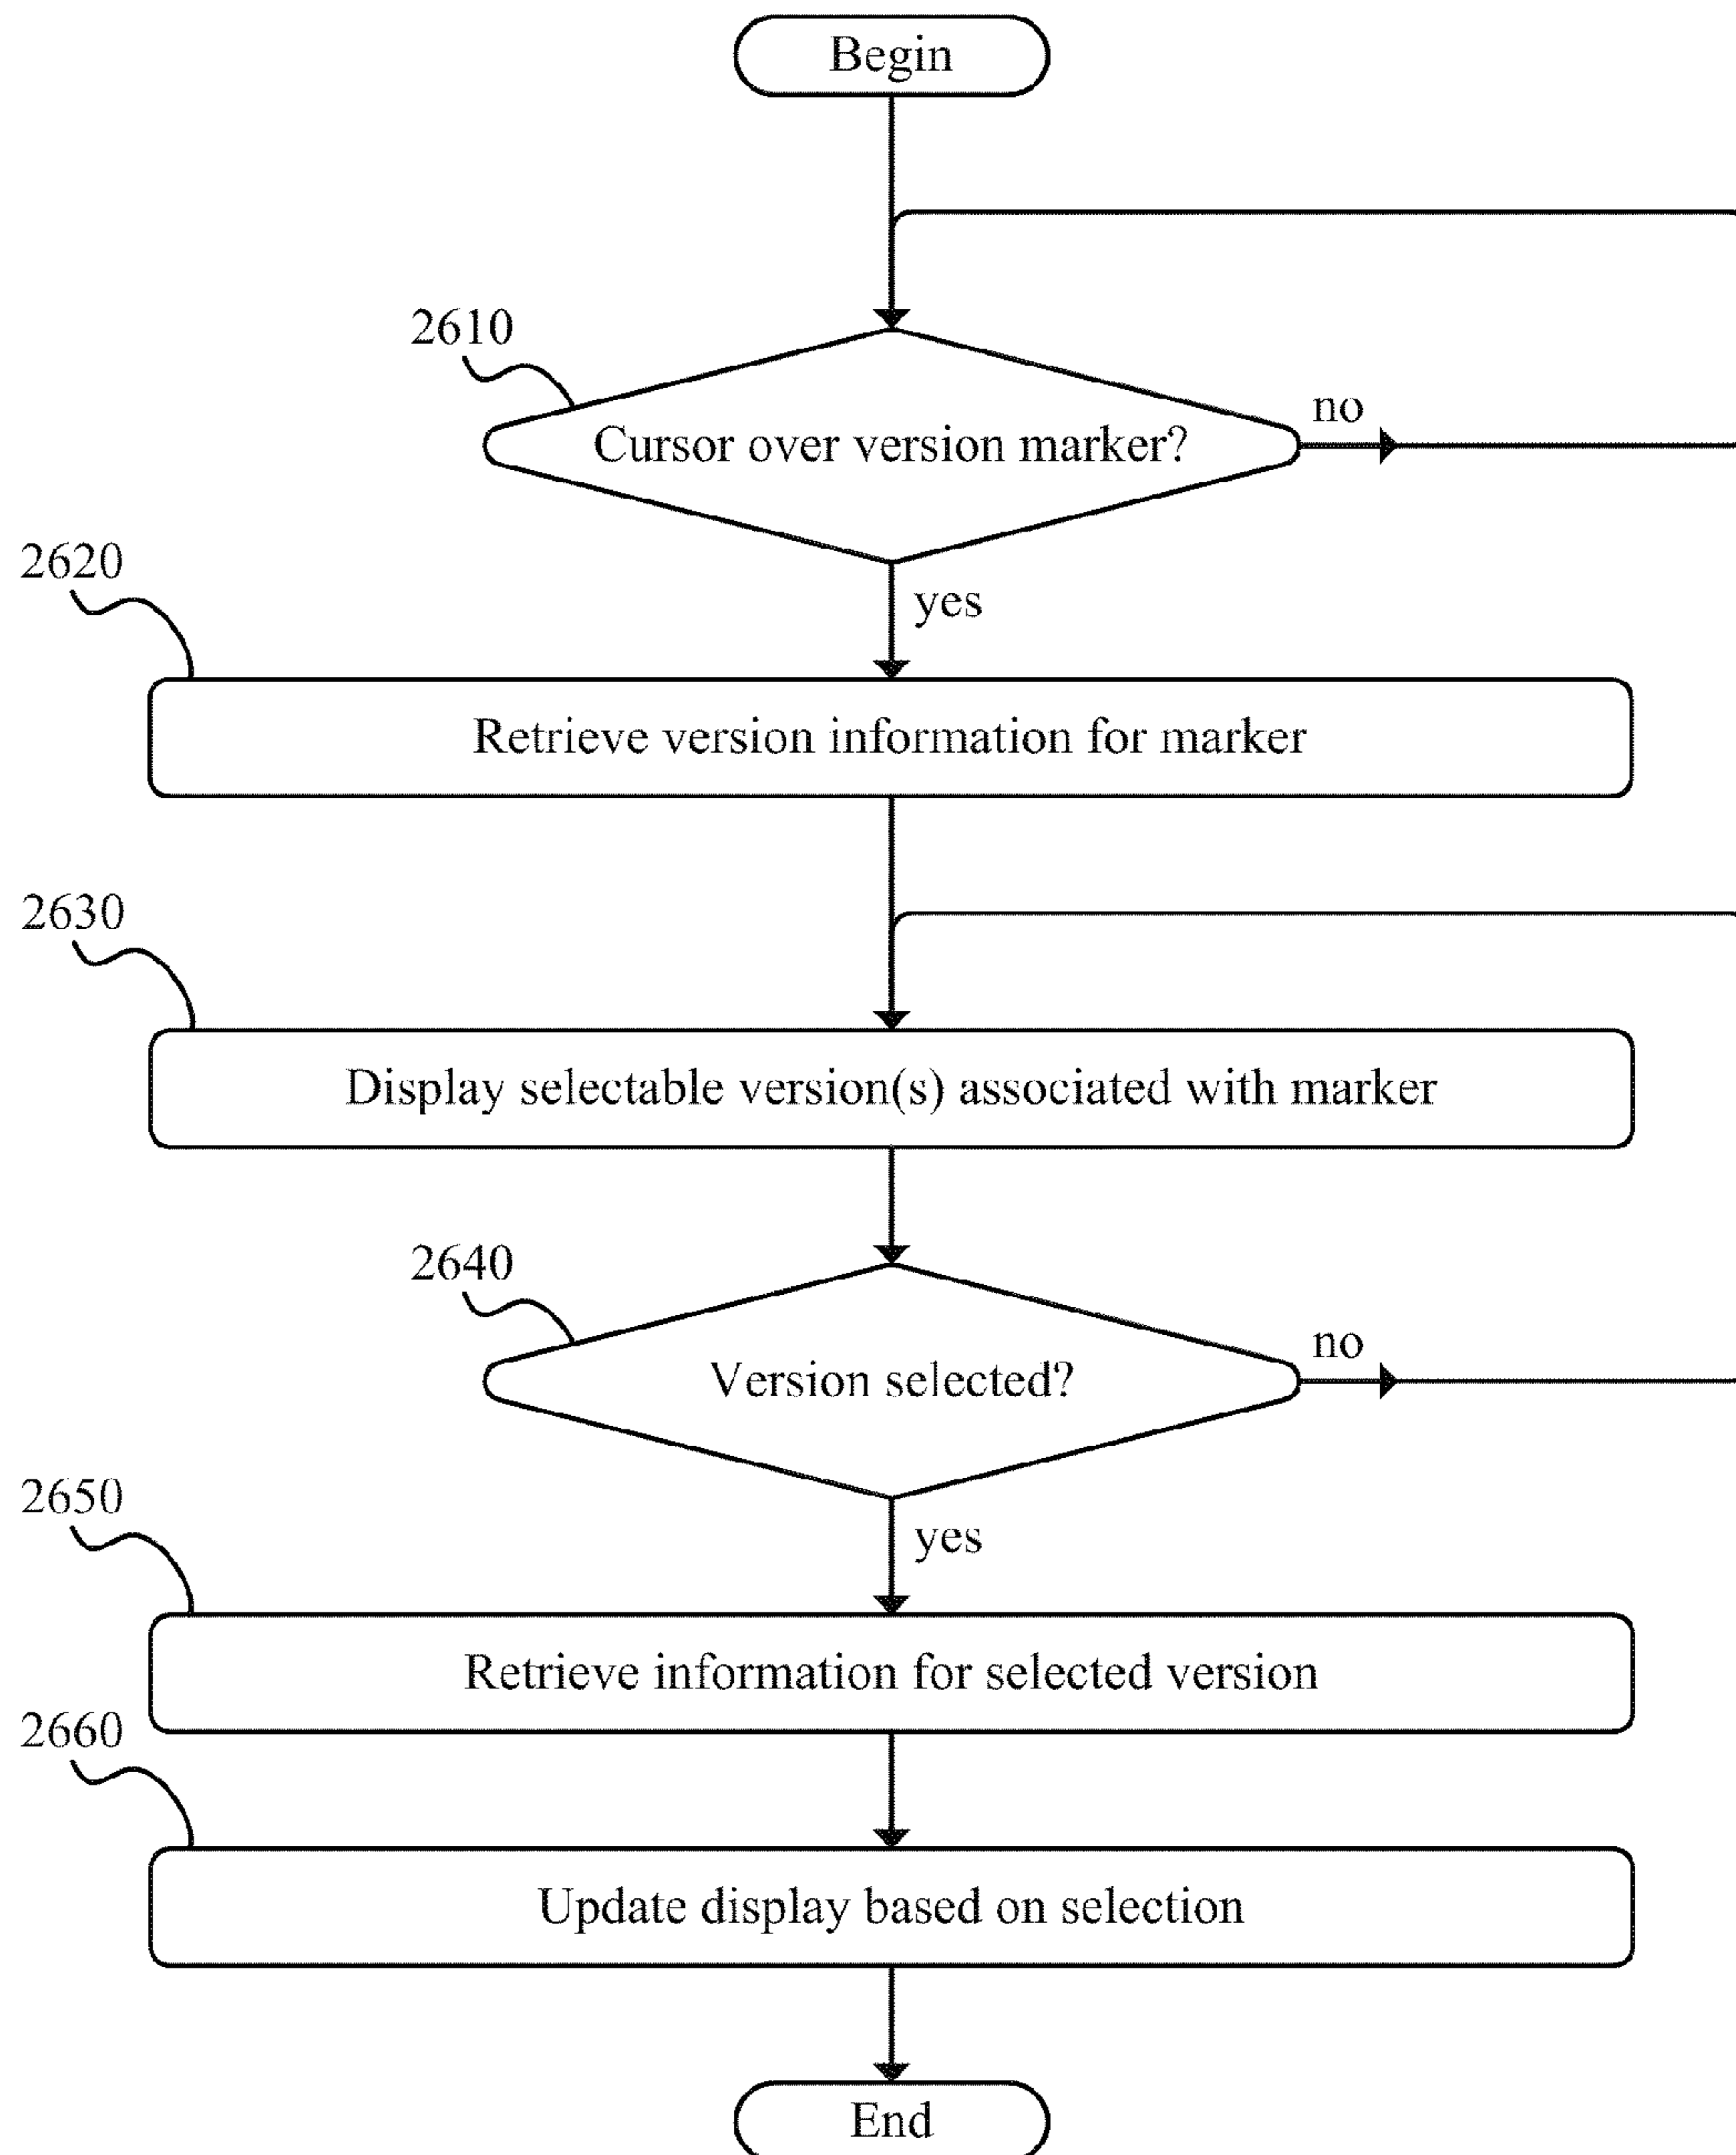 Begin
2610
Cursor over version marker?
no
2620
yes
Retrieve version information for marker
2630
Display selectable version(s) associated with marker
2640
Version selected?
no
2650
yes
Retrieve information for selected version
2660
Update display based on selection
End